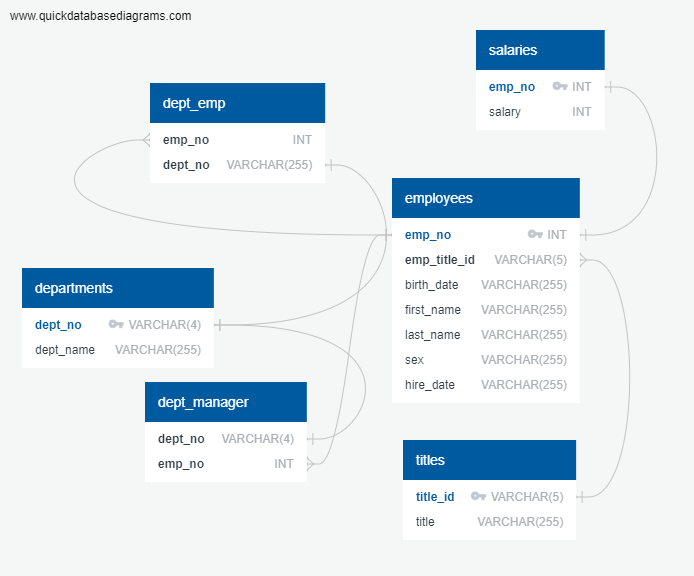 www.quickdatabasediagrams.com
salaries
emp_no INT
salary INT
dept_emp
emp_no INT
dept_no VARCHAR(255)
employees
emp_no INT
emp_title_id VARCHAR(5)
birth_date VARCHAR(255)
first_name VARCHAR(255)
last_name VARCHAR(255)
sex VARCHAR(255)
hire_date VARCHAR(255)
departments
dept_no VARCHAR(4)
dept_name VARCHAR(255)
dept_manager
dept_no VARCHAR(4)
emp_no INT
titles
title_id VARCHAR(5)
title VARCHAR(255)